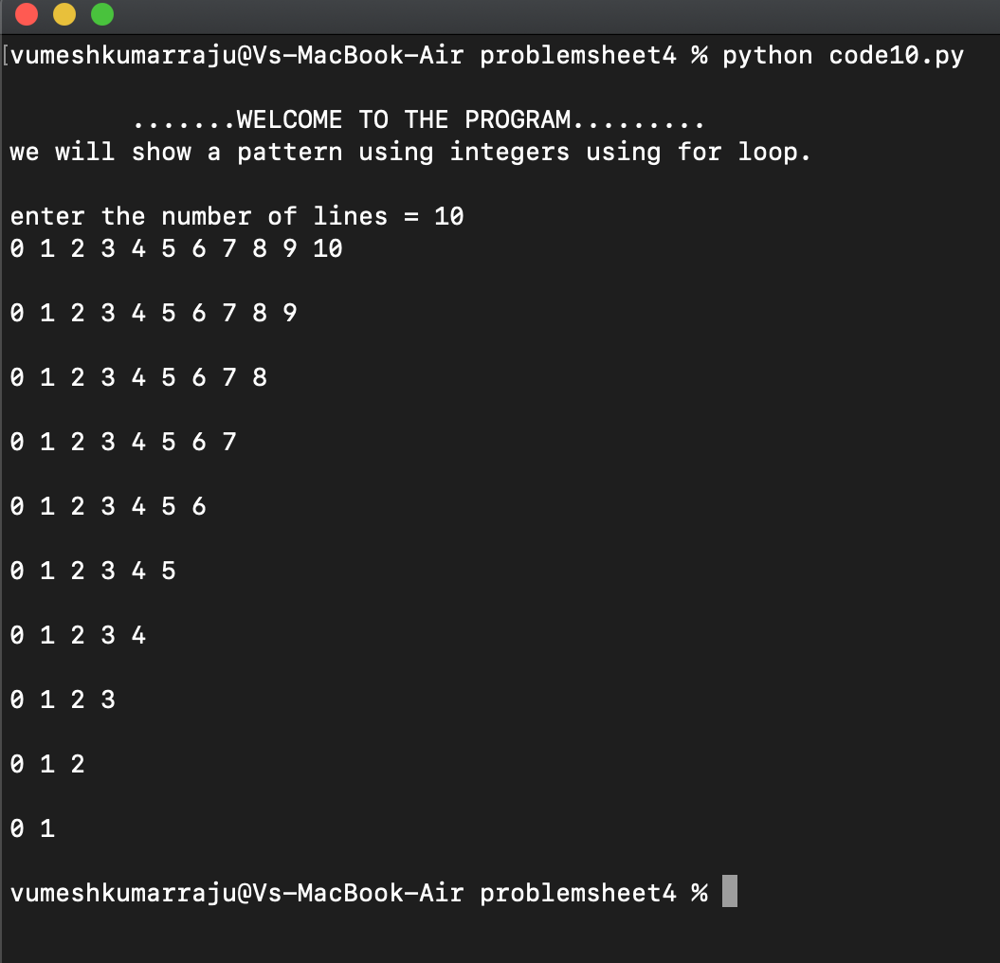 [vumeshkumarraju@Vs-MacBook-Air problemsheet4 % python code10.py
.......WELCOME TO THE PROGRAM.........
we will show a pattern using integers using for loop.
enter the number of lines = 10
0 1 2 3 4 5 6 7 8 9 10
0 1 2 3 4 5 6 7 8 9
0 1 2 3 4 5 6 7 8
0 1 2 3 4 5 6 7
0 1 2 3 4 5 6
0 1 2 3 4 5
0 1 2 3 4
0 1 2 3
0 1 2
0 1
vumeshkumarraju@Vs-MacBook-Air problemsheet4 %